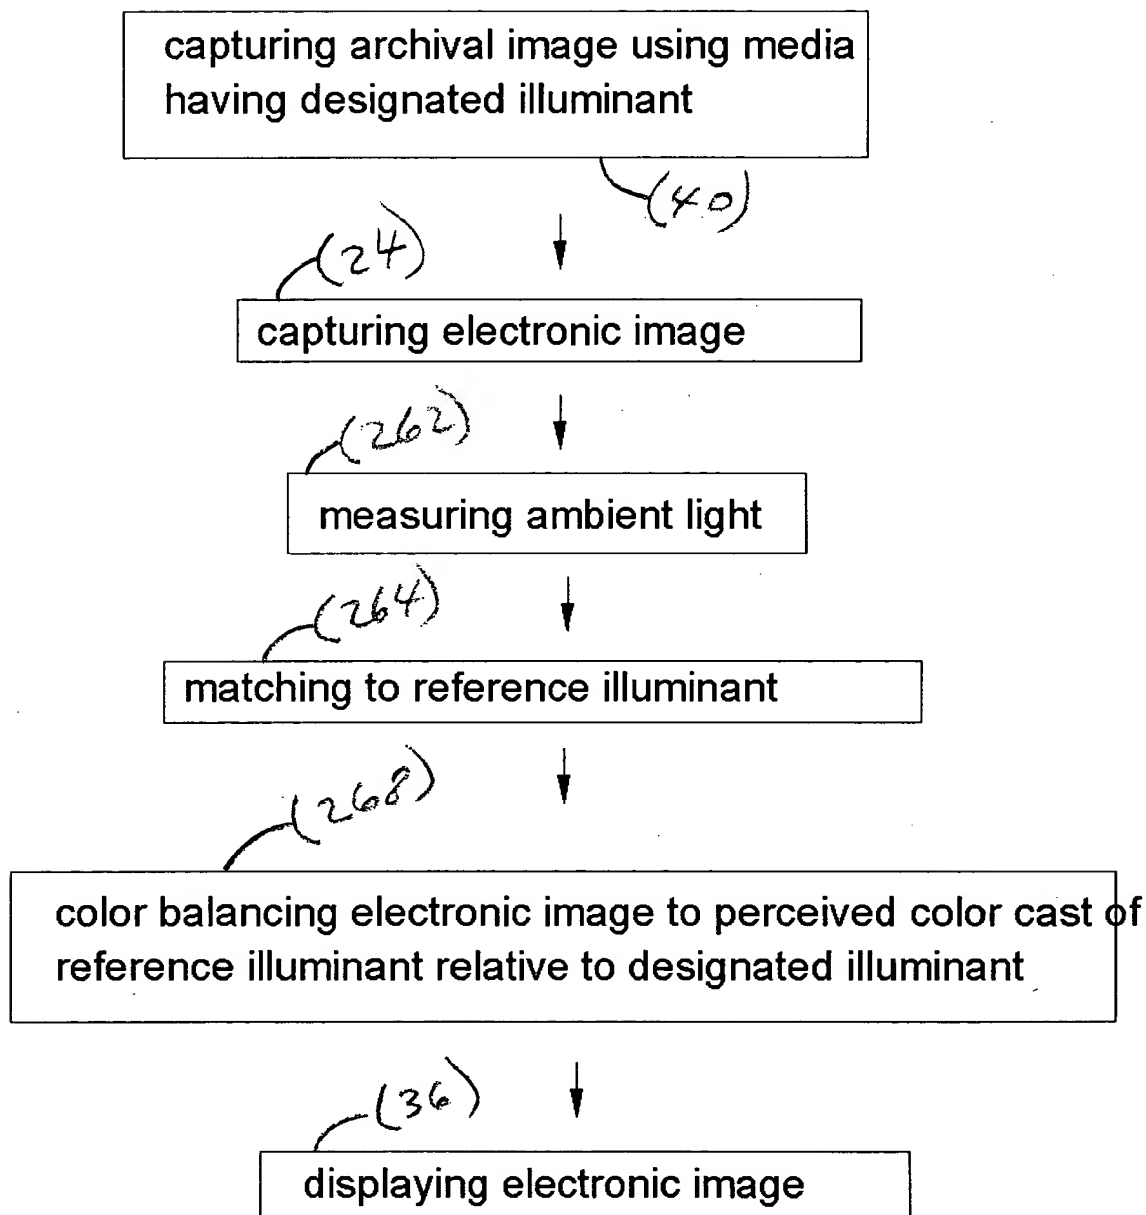 capturing archival image using media
having designated illuminant
(40)
(24)
capturing electronic image
(262)
measuring ambient light
(264)
matching to reference illuminant
(268)
color balancing electronic image to perceived color cast of
reference illuminant relative to designated illuminant
(36)
displaying electronic image